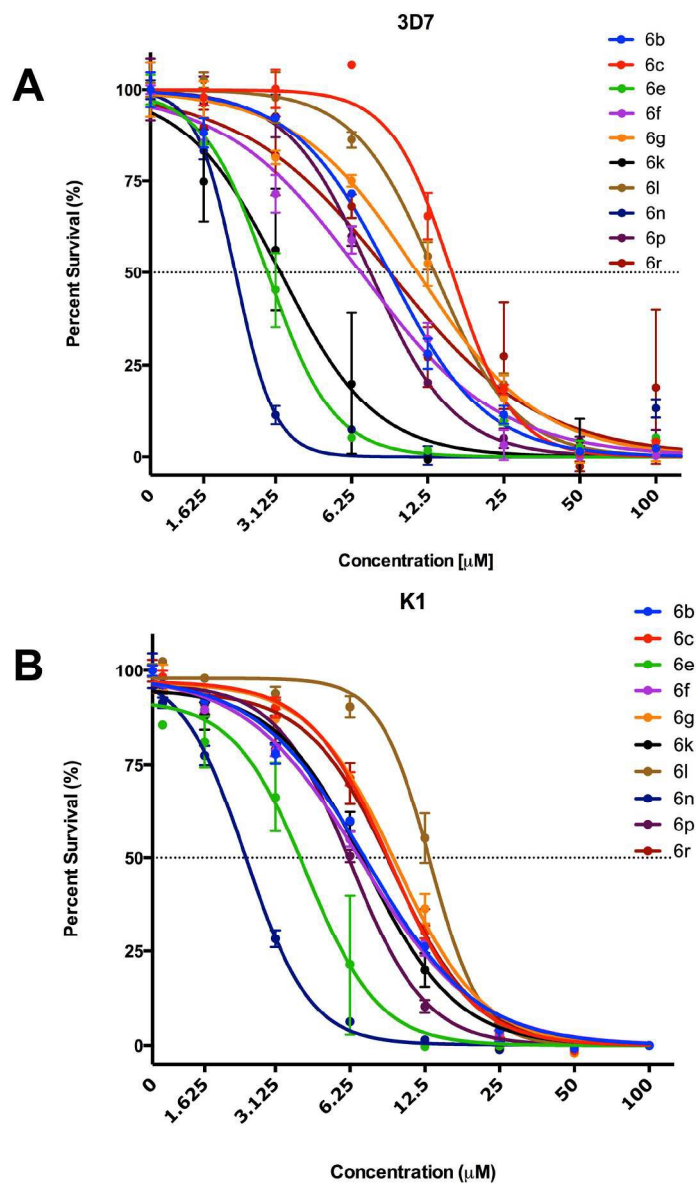 3D7
A
100
75
50
25
0
Percent Survival (%)
0 1.625 3.125 6.25 12.5 25 50 100
Concentration [μM]
6b
6c
6e
6f
6g
6k
6l
6n
6p
6r
K1
B
100
75
50
25
0
Percent Survival (%)
0 1.625 3.125 6.25 12.5 25 50 100
Concentration (μM)
6b
6c
6e
6f
6g
6k
6l
6n
6p
6r